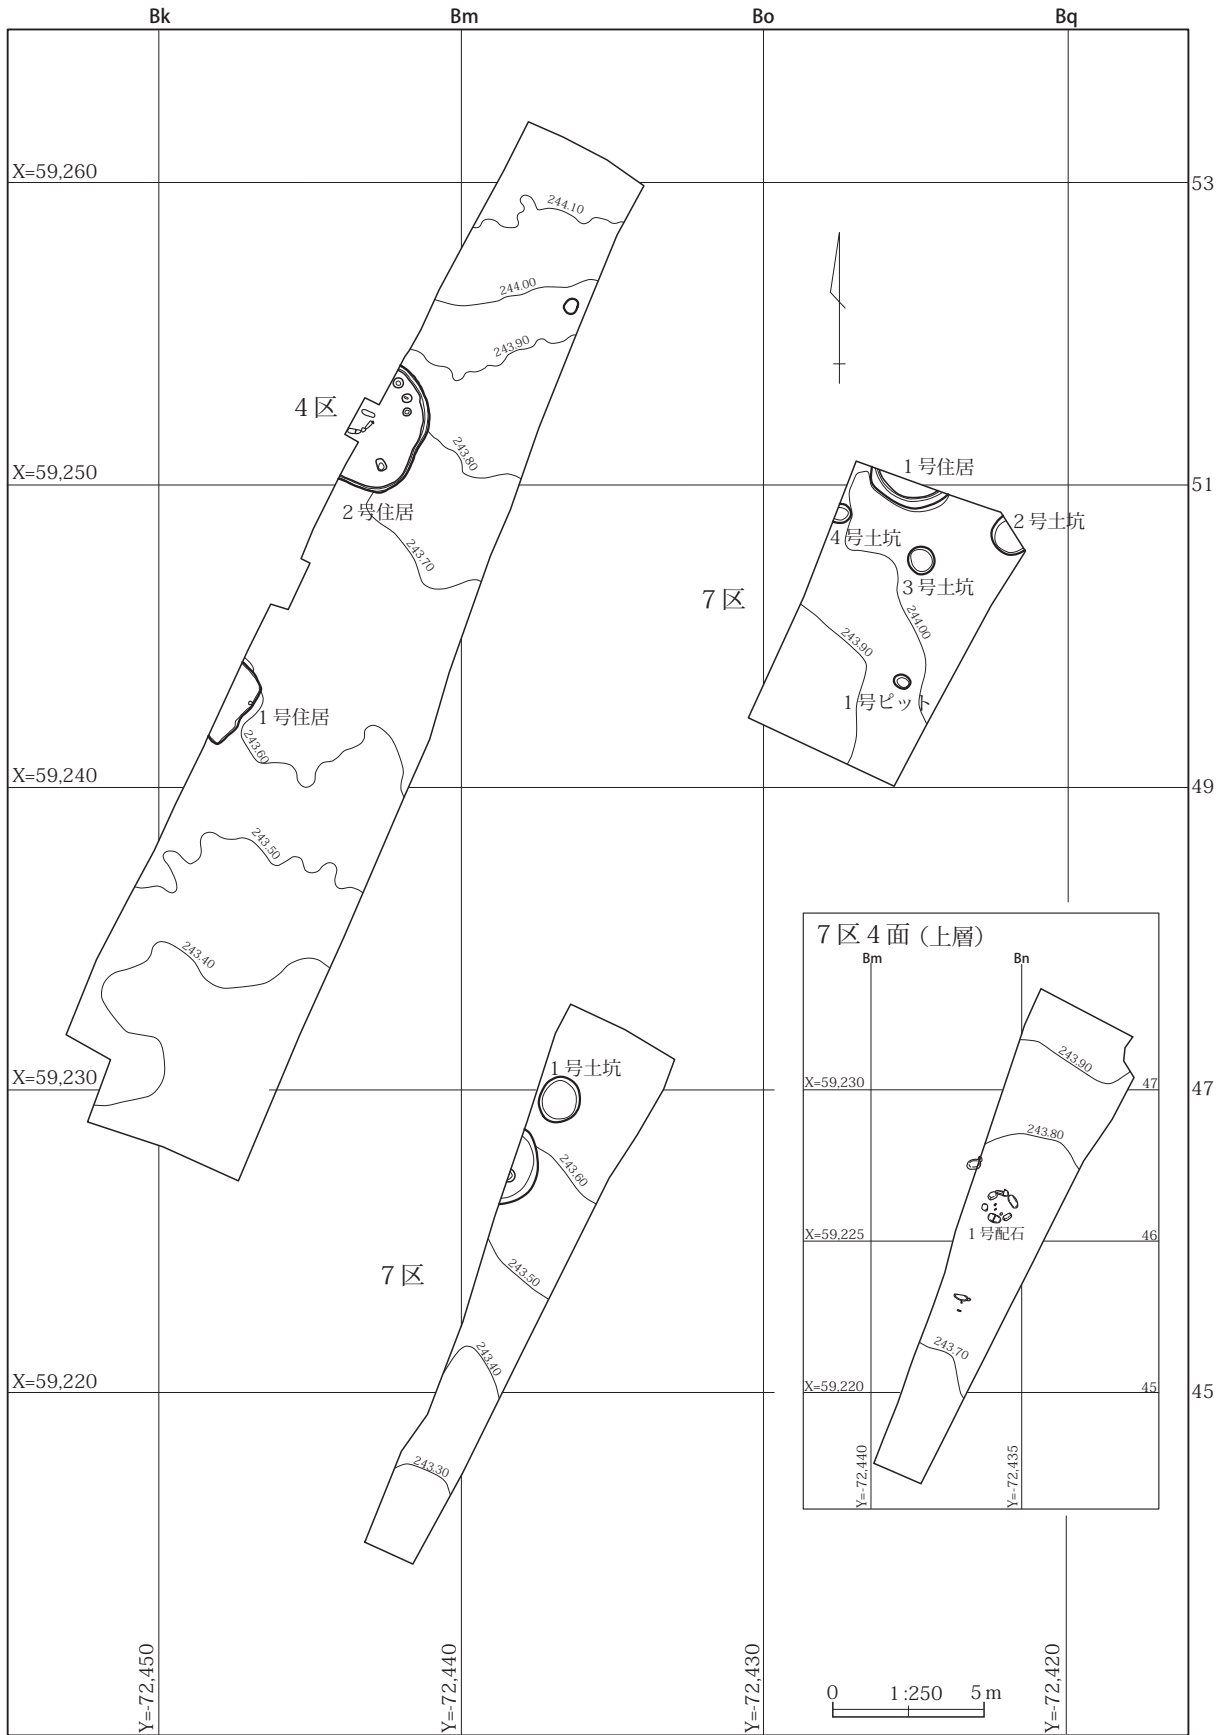 Bk Bm Bo Bq
X=59,260 53
244.10
244.00
243.90
4区
243.80
X=59,250 51
1号住居
2号住居
2号土坑
4号土坑
243.70
3号土坑
7区
244.00
243.90
1号ピット
1号住居
243.60
X=59,240 49
243.50
7区4面（上層）
243.40
Bm Bn
243.90
1号土坑
X=59,230 47
X=59,230 47
243.80
243.60
1号配石
X=59,225 46
7区
243.50
243.40
243.70
X=59,220 45
X=59,220 45
243.30
Y=-72,440 Y=-72,435
Y=-72,450 Y=-72,440 Y=-72,430 Y=-72,420
0 1:250 5m